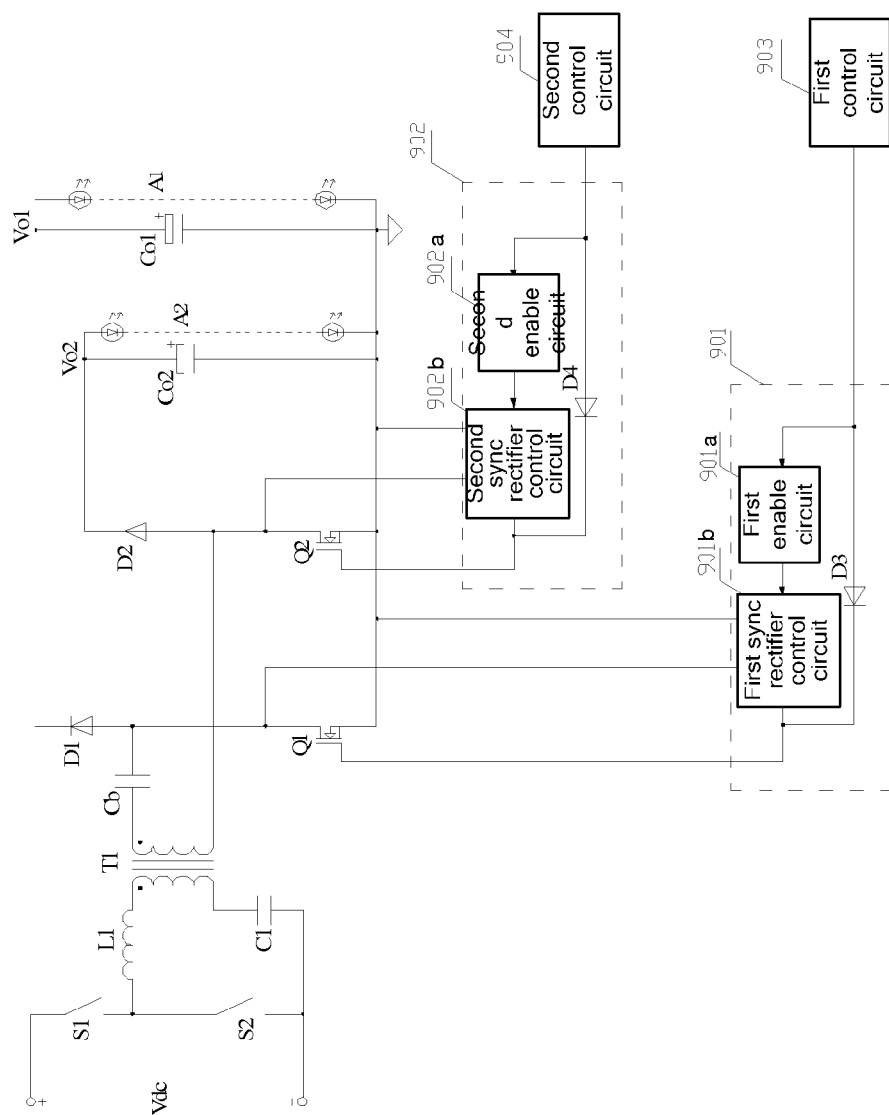 Vdc
+
-
S1
S2
L1
C1
T1
Cb
D1
Q1
D2
Q2
Vo2
Co2
+
A2
Vo1
Co1
+
A1
902
902b
Second
sync
rectifier
control
circuit
902a
Secon
d
enable
circuit
D4
904
Second
control
circuit
901
901b
First sync
rectifier
control
circuit
901a
First
enable
circuit
D3
903
First
control
circuit